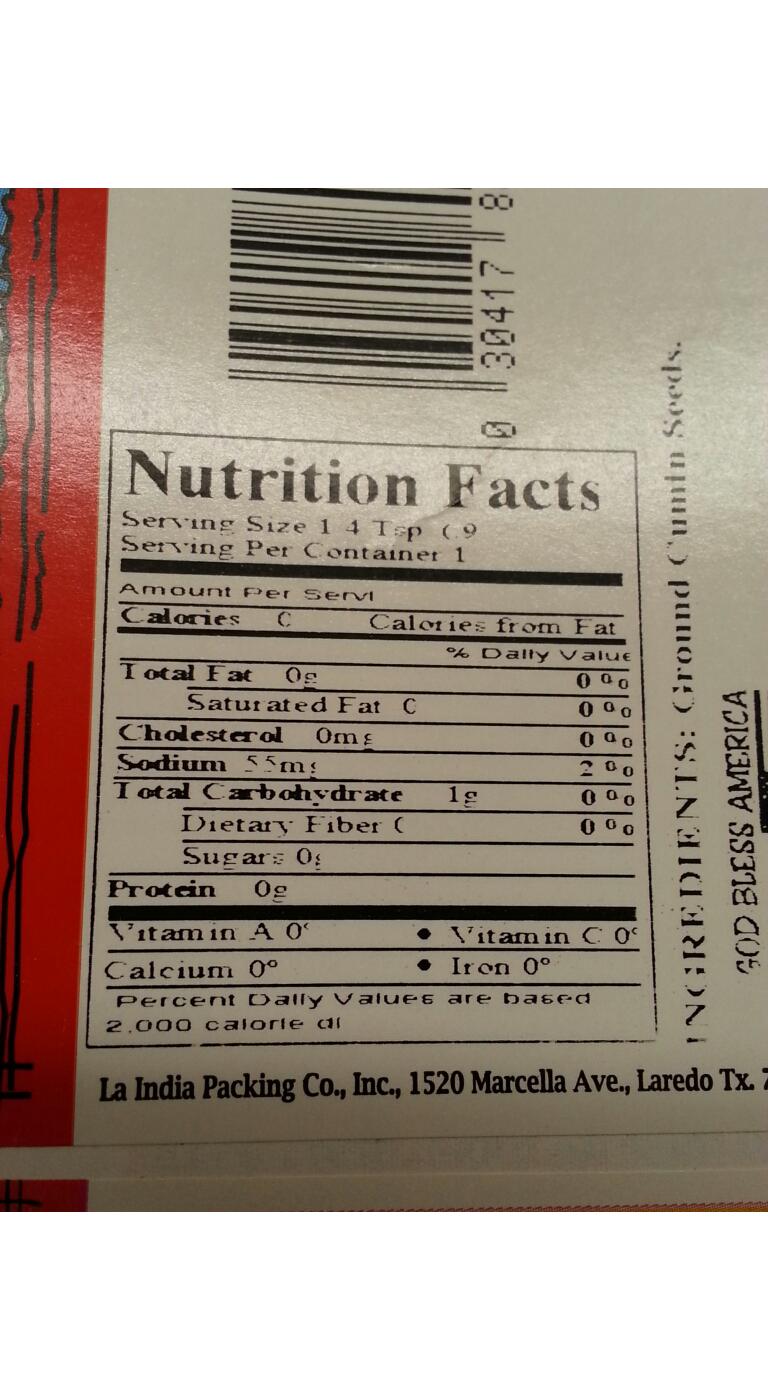 0 30417 8
Nutrition Facts
Serving Size 1 4 Tsp (.9
Serving Per Container 1
Amount Per Servi
Calories 0 Calories from Fat
% Daily Value
Total Fat 0g 0%
Saturated Fat 0 0%
Cholesterol 0mg 0%
Sodium 55mg 2%
Total Carbohydrate 1g 0%
Dietary Fiber 0%
Sugars 0g
Protein 0g
Vitamin A 0% • Vitamin C 0%
Calcium 0% • Iron 0%
Percent Daily Values are based
2,000 calorie di
La India Packing Co., Inc., 1520 Marcella Ave., Laredo Tx. 7
INGREDIENTS: Ground Cumin Seeds.
GOD BLESS AMERICA